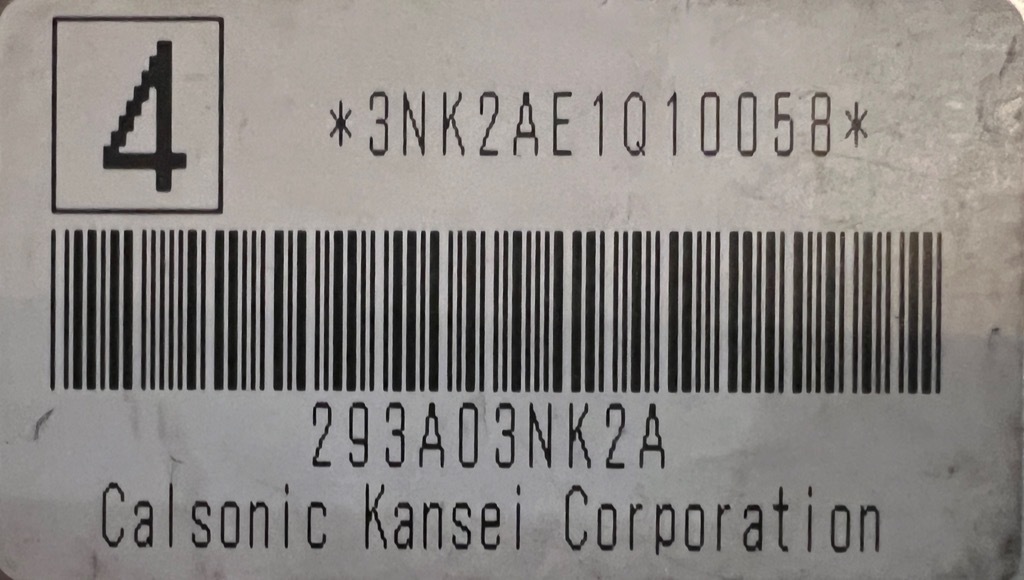 4
*3NK2AE1Q10058*
293A03NK2A
Calsonic Kansei Corporation